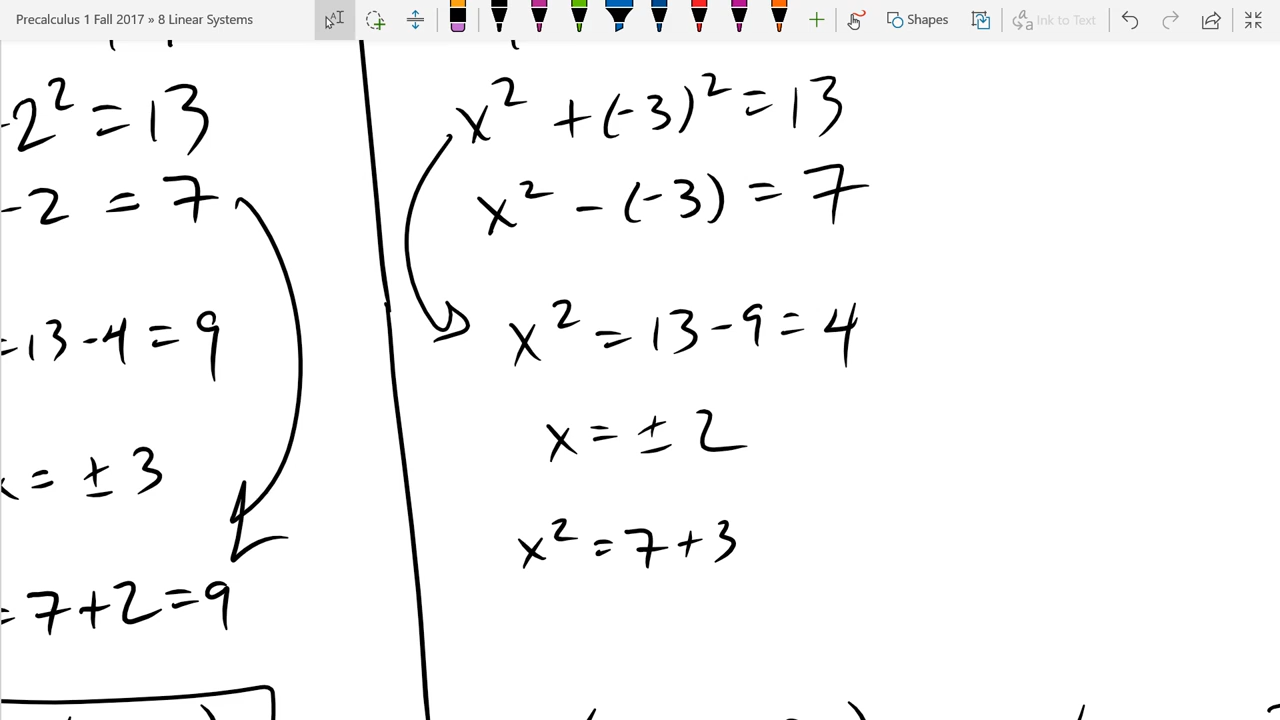 Precalculus 1 Fall 2017 » 8 Linear Systems
Shapes
Ink to Text
-2² = 13
-2 = 7
=13-4 = 9
x = ± 3
= 7+2=9
x² + (-3)² = 13
x² - (-3) = 7
x² = 13-9 = 4
x = ± 2
x² = 7+3